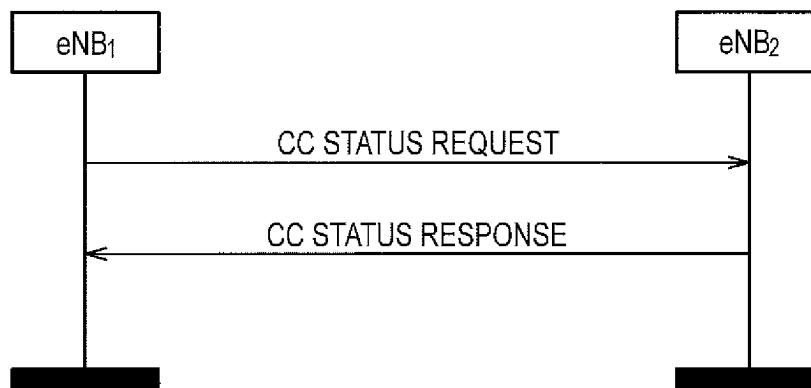 eNB₁
eNB₂
CC STATUS REQUEST
CC STATUS RESPONSE